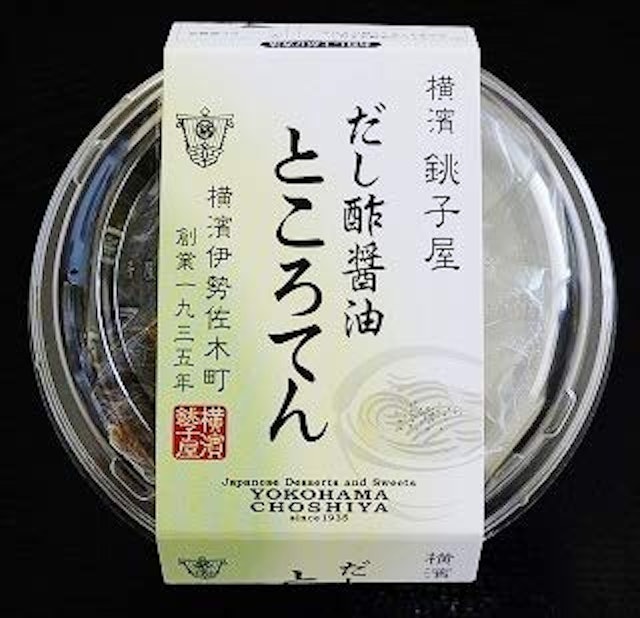 横濱 銚子屋
だし酢醤油
ところてん
横濱伊勢佐木町
創業一九三五年
横濱
銚子屋
Japanese Desserts and Sweets
YOKOHAMA
CHOSHIYA
since1935
横濱
だし